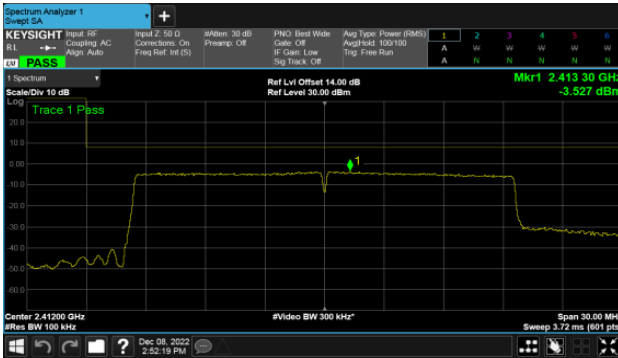 Spectrum Analyzer 1
Swept SA
+
KEYSIGHT
RL
LXI PASS
Input: RF
Coupling: AC
Align: Auto
Input Z: 50 Ω
Corrections: On
Freq Ref: Int (S)
#Atten: 30 dB
Preamp: Off
PNO: Best Wide
Gate: Off
IF Gain: Low
Sig Track: Off
Avg Type: Power (RMS)
Avg|Hold: 100/100
Trig: Free Run
1 2 3 4 5 6
A W W W W W
A N N N N N
1 Spectrum
Scale/Div 10 dB
Ref Lvl Offset 14.00 dB
Ref Level 30.00 dBm
Mkr1 2.413 30 GHz
-3.527 dBm
Log
Trace 1 Pass
20.0
10.0
0.00
1
-10.0
-20.0
-30.0
-40.0
-50.0
-60.0
Center 2.41200 GHz
#Video BW 300 kHz*
Span 30.00 MH
#Res BW 100 kHz
Sweep 3.72 ms (601 pts
?
Dec 08, 2022
2:52:19 PM